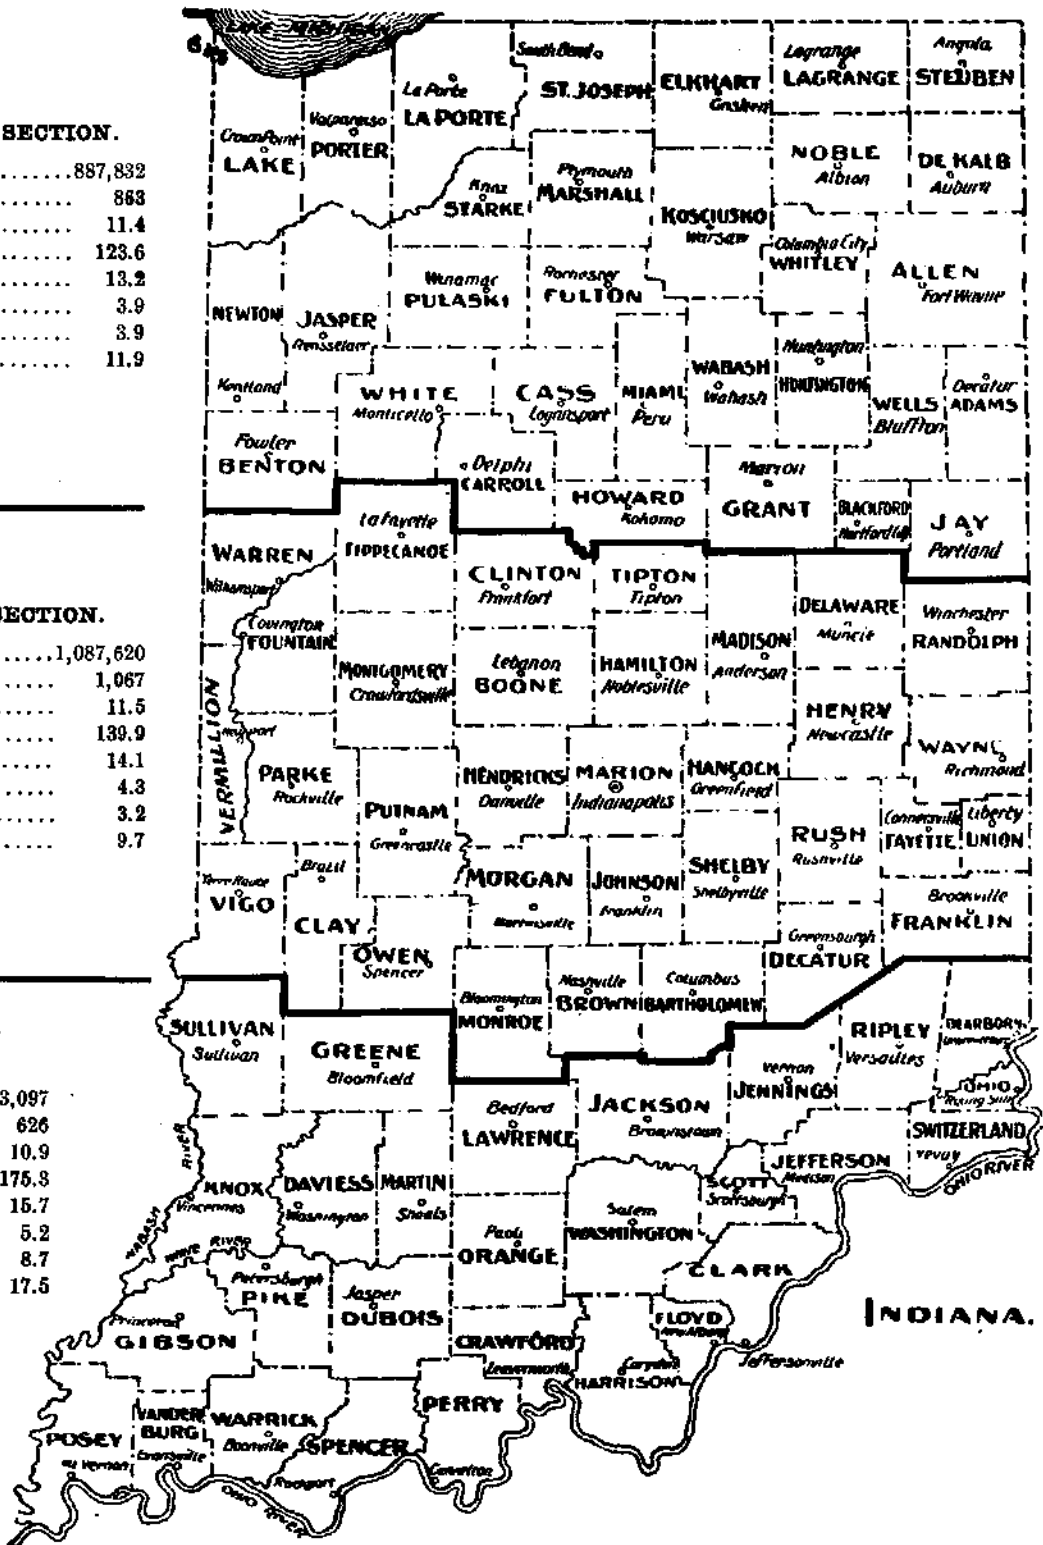 LAKE MICHIGAN
SECTION.
........887,832
....... 863
....... 11.4
....... 123.6
....... 13.2
....... 3.9
....... 3.9
....... 11.9
SECTION.
.....1,087,620
..... 1,067
..... 11.5
..... 139.9
..... 14.1
..... 4.3
..... 3.2
..... 9.7
3,097
626
10.9
175.3
15.7
5.2
8.7
17.5
Crown Point
LAKE
Valparaiso
PORTER
La Porte
LA PORTE
South Bend
ST. JOSEPH
ELKHART
Goshen
Lagrange
LAGRANGE
Angola
STEUBEN
Knox
STARKE
Plymouth
MARSHALL
KOSCIUSKO
Warsaw
NOBLE
Albion
DE KALB
Auburn
NEWTON
Kentland
JASPER
Rensselaer
Winamac
PULASKI
Rochester
FULTON
Columbia City
WHITLEY
ALLEN
Fort Wayne
WHITE
Monticello
CASS
Logansport
MIAMI
Peru
WABASH
Wabash
Huntington
HUNTINGTON
WELLS
Bluffton
Decatur
ADAMS
Fowler
BENTON
Delphi
CARROLL
HOWARD
Kokomo
Marion
GRANT
BLACKFORD
JAY
Portland
WARREN
Williamsport
La Fayette
TIPPECANOE
CLINTON
Frankfort
TIPTON
Tipton
MADISON
Anderson
DELAWARE
Muncie
Winchester
RANDOLPH
Covington
FOUNTAIN
MONTGOMERY
Crawfordsville
Lebanon
BOONE
HAMILTON
Noblesville
HENRY
Newcastle
WAYNE
Richmond
VERMILLION
Newport
PARKE
Rockville
PUTNAM
Greencastle
HENDRICKS
Danville
MARION
Indianapolis
HANCOCK
Greenfield
RUSH
Rushville
Connersville
FAYETTE
Liberty
UNION
Terre Haute
VIGO
Brazil
CLAY
OWEN
Spencer
MORGAN
Martinsville
JOHNSON
Franklin
SHELBY
Shelbyville
Greensburgh
DECATUR
Brookville
FRANKLIN
SULLIVAN
Sullivan
GREENE
Bloomfield
Bloomington
MONROE
Nashville
BROWN
Columbus
BARTHOLOMEW
Vernon
JENNINGS
RIPLEY
Versailles
DEARBORN
OHIO
Rising Sun
KNOX
Vincennes
DAVIESS
Washington
MARTIN
Shoals
Bedford
LAWRENCE
JACKSON
Brownstown
SCOTT
Scottsburgh
JEFFERSON
Madison
SWITZERLAND
Vevay
OHIO RIVER
WABASH RIVER
WHITE RIVER
Princeton
GIBSON
Petersburgh
PIKE
Jasper
DUBOIS
Paoli
ORANGE
Salem
WASHINGTON
CLARK
Jeffersonville
FLOYD
New Albany
CRAWFORD
Leavenworth
Corydon
HARRISON
POSEY
Mt Vernon
VANDER
BURG
Evansville
WARRICK
Boonville
SPENCER
Rockport
PERRY
Cannelton
OHIO RIVER
INDIANA.